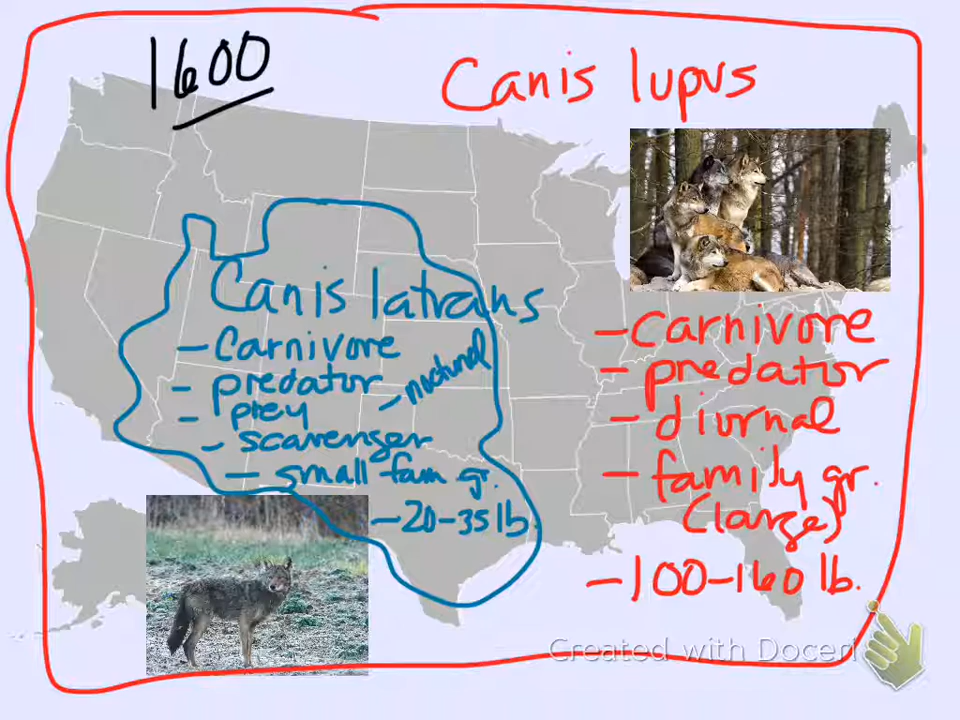 1600
Canis lupus
Canis latrans
- carnivore
- predator
- nocturnal
- prey
- scavenger
- small fam gr.
- 20-35 lb.
- carnivore
- predator
- diurnal
- family gr.
(large)
- 100-160 lb.
Created with Doceri